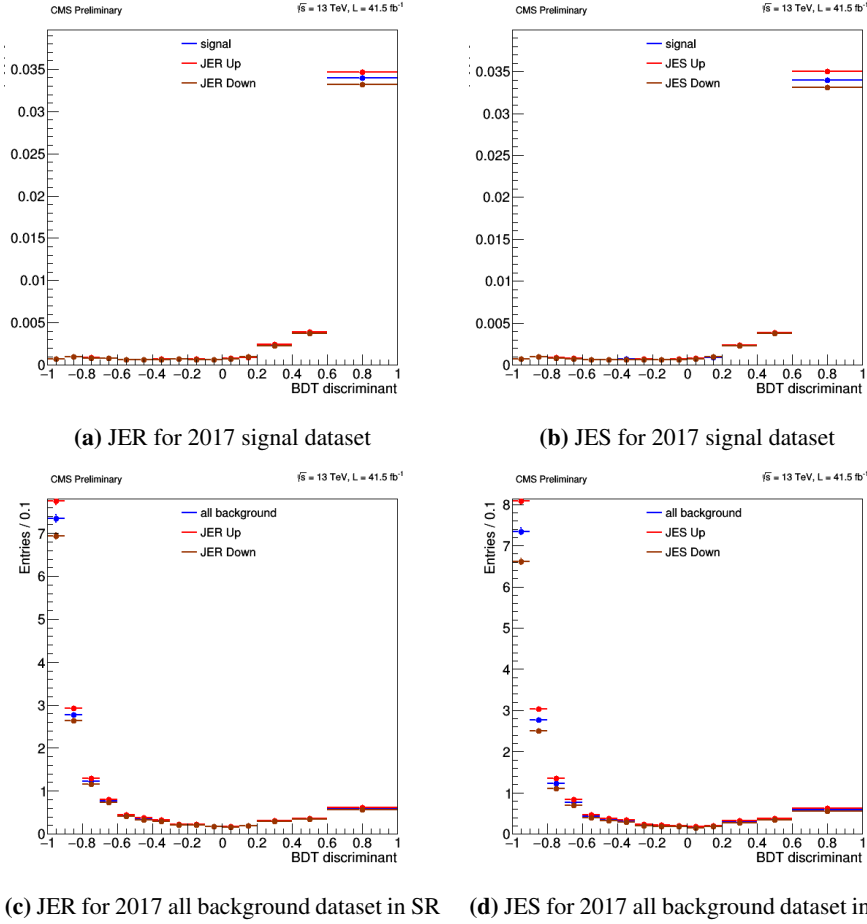 CMS Preliminary
√s = 13 TeV, L = 41.5 fb⁻¹
signal
JER Up
JER Down
0.035
0.03
0.025
0.02
0.015
0.01
0.005
0
−1 −0.8 −0.6 −0.4 −0.2 0 0.2 0.4 0.6 0.8 1
BDT discriminant
(a) JER for 2017 signal dataset
CMS Preliminary
√s = 13 TeV, L = 41.5 fb⁻¹
signal
JES Up
JES Down
0.035
0.03
0.025
0.02
0.015
0.01
0.005
0
−1 −0.8 −0.6 −0.4 −0.2 0 0.2 0.4 0.6 0.8 1
BDT discriminant
(b) JES for 2017 signal dataset
CMS Preliminary
√s = 13 TeV, L = 41.5 fb⁻¹
Entries / 0.1
all background
JER Up
JER Down
7
6
5
4
3
2
1
0
−1 −0.8 −0.6 −0.4 −0.2 0 0.2 0.4 0.6 0.8 1
BDT discriminant
(c) JER for 2017 all background dataset in SR
CMS Preliminary
√s = 13 TeV, L = 41.5 fb⁻¹
Entries / 0.1
all background
JES Up
JES Down
8
7
6
5
4
3
2
1
0
−1 −0.8 −0.6 −0.4 −0.2 0 0.2 0.4 0.6 0.8 1
BDT discriminant
(d) JES for 2017 all background dataset in